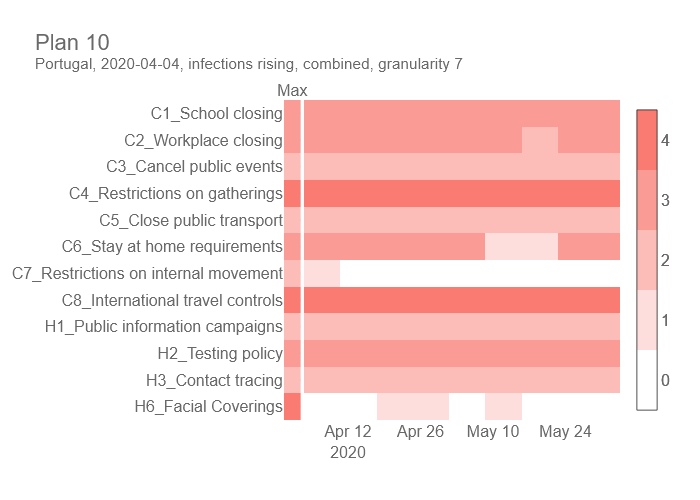 Plan 10
Portugal, 2020-04-04, infections rising, combined, granularity 7
Max
C1_School closing
C2_Workplace closing
C3_Cancel public events
C4_Restrictions on gatherings
C5_Close public transport
C6_Stay at home requirements
C7_Restrictions on internal movement
C8_International travel controls
H1_Public information campaigns
H2_Testing policy
H3_Contact tracing
H6_Facial Coverings
Apr 12 Apr 26 May 10 May 24
2020
4
3
2
1
0